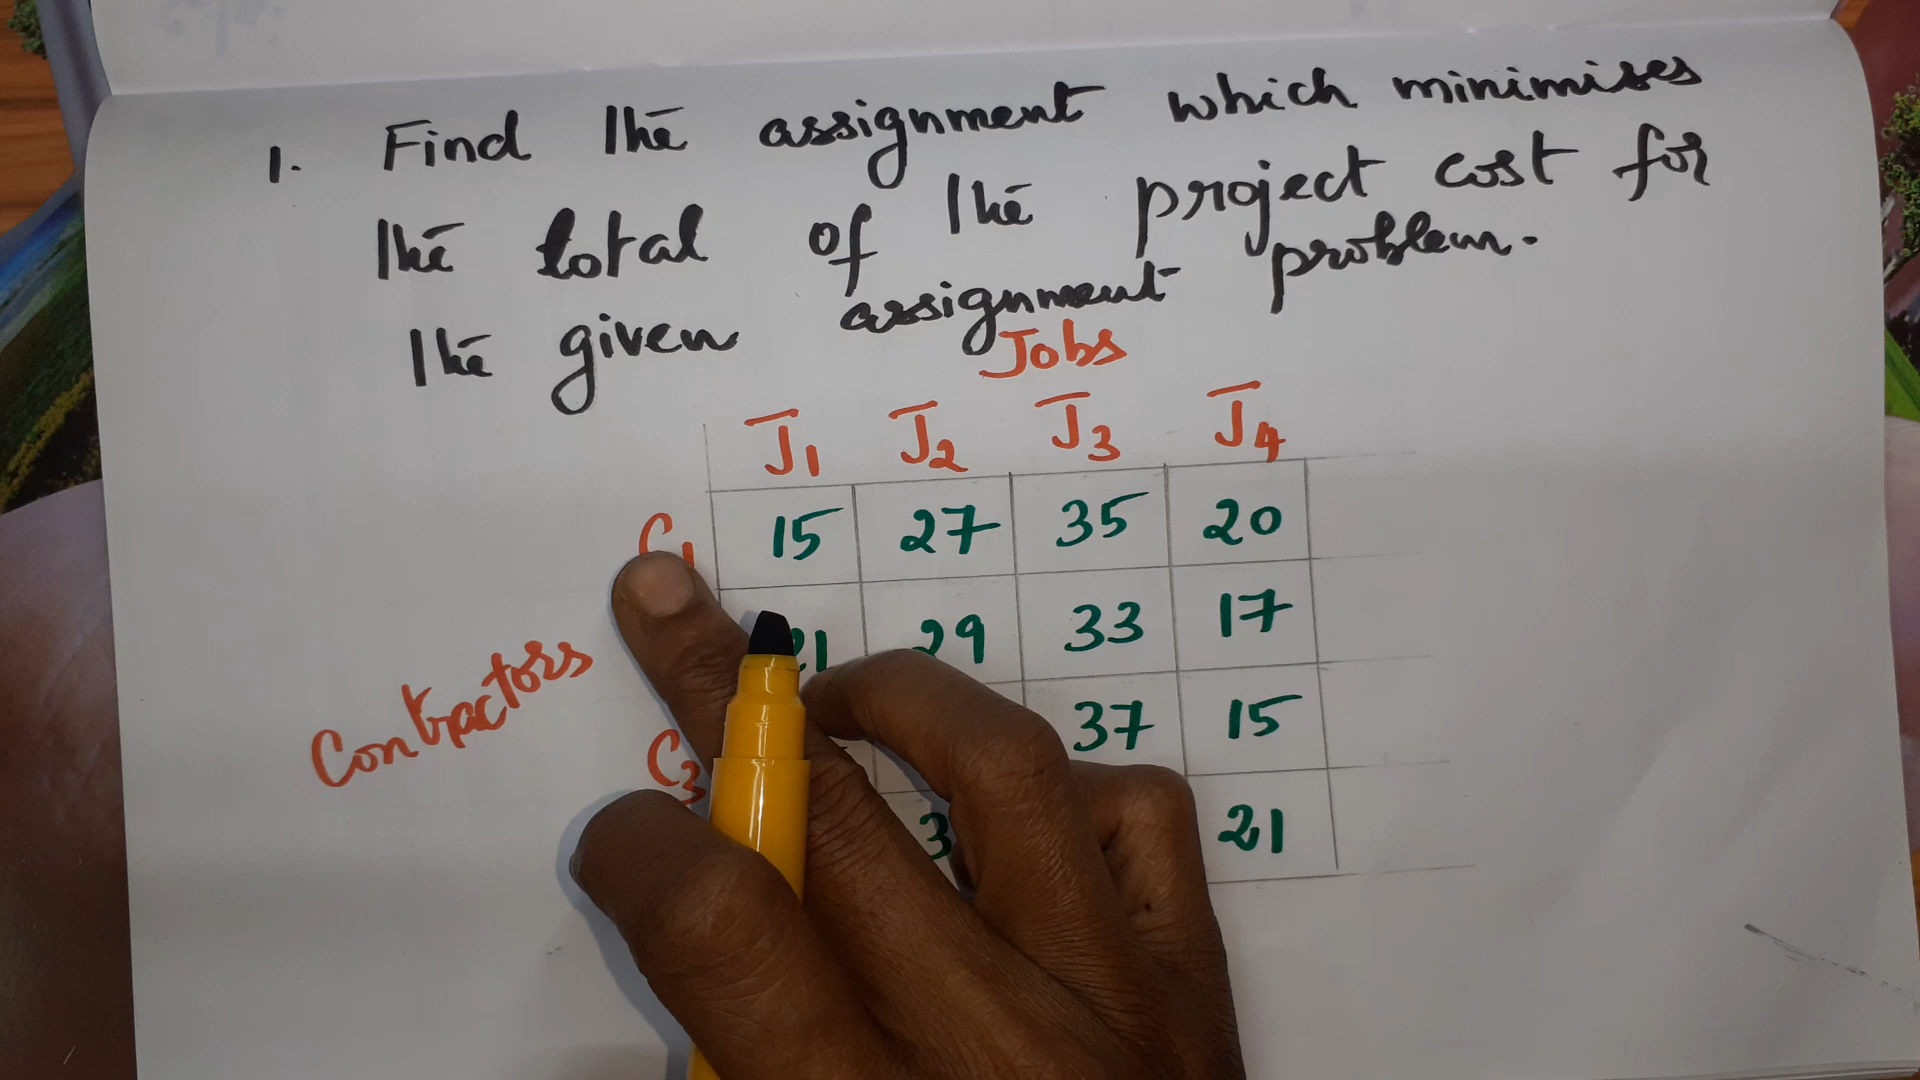 1. Find the assignment which minimises
the total of the project cost for
the given assignment problem.
Jobs
J1 J2 J3 J4
C1 15 27 35 20
29 33 17
Contractors
C3 37 15
21